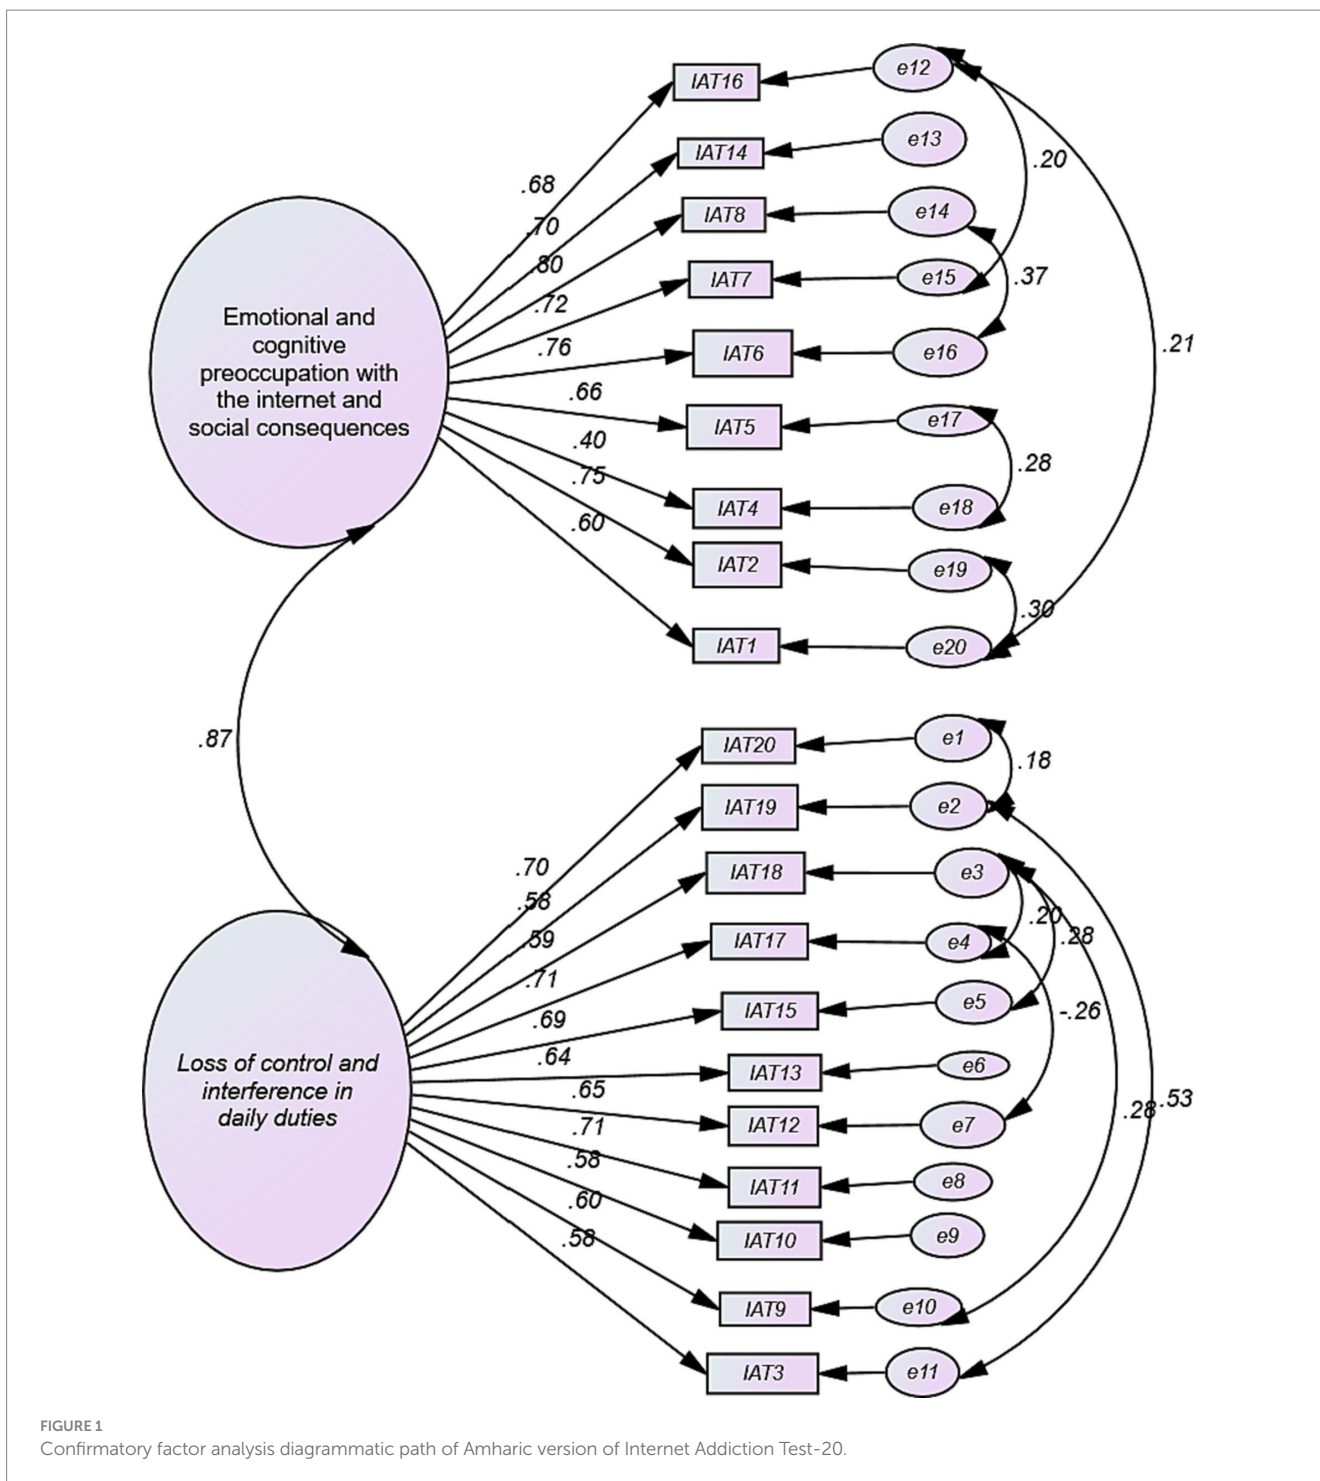 IAT16
e12
IAT14
e13
.20
.68
IAT8
e14
.70
IAT7
e15
.37
.80
.72
IAT6
e16
.21
.76
Emotional and
cognitive
preoccupation with
the internet and
social consequences
.66
IAT5
e17
.40
.28
.75
IAT4
e18
.60
IAT2
e19
.30
IAT1
e20
.87
IAT20
e1
.18
IAT19
e2
.70
IAT18
e3
.58
.20
.28
.59
IAT17
e4
.71
IAT15
e5
-.26
.69
.64
IAT13
e6
Loss of control and
interference in
daily duties
.65
.28
.53
.71
IAT12
e7
.58
IAT11
e8
.60
IAT10
e9
.58
IAT9
e10
IAT3
e11
FIGURE 1
Confirmatory factor analysis diagrammatic path of Amharic version of Internet Addiction Test-20.